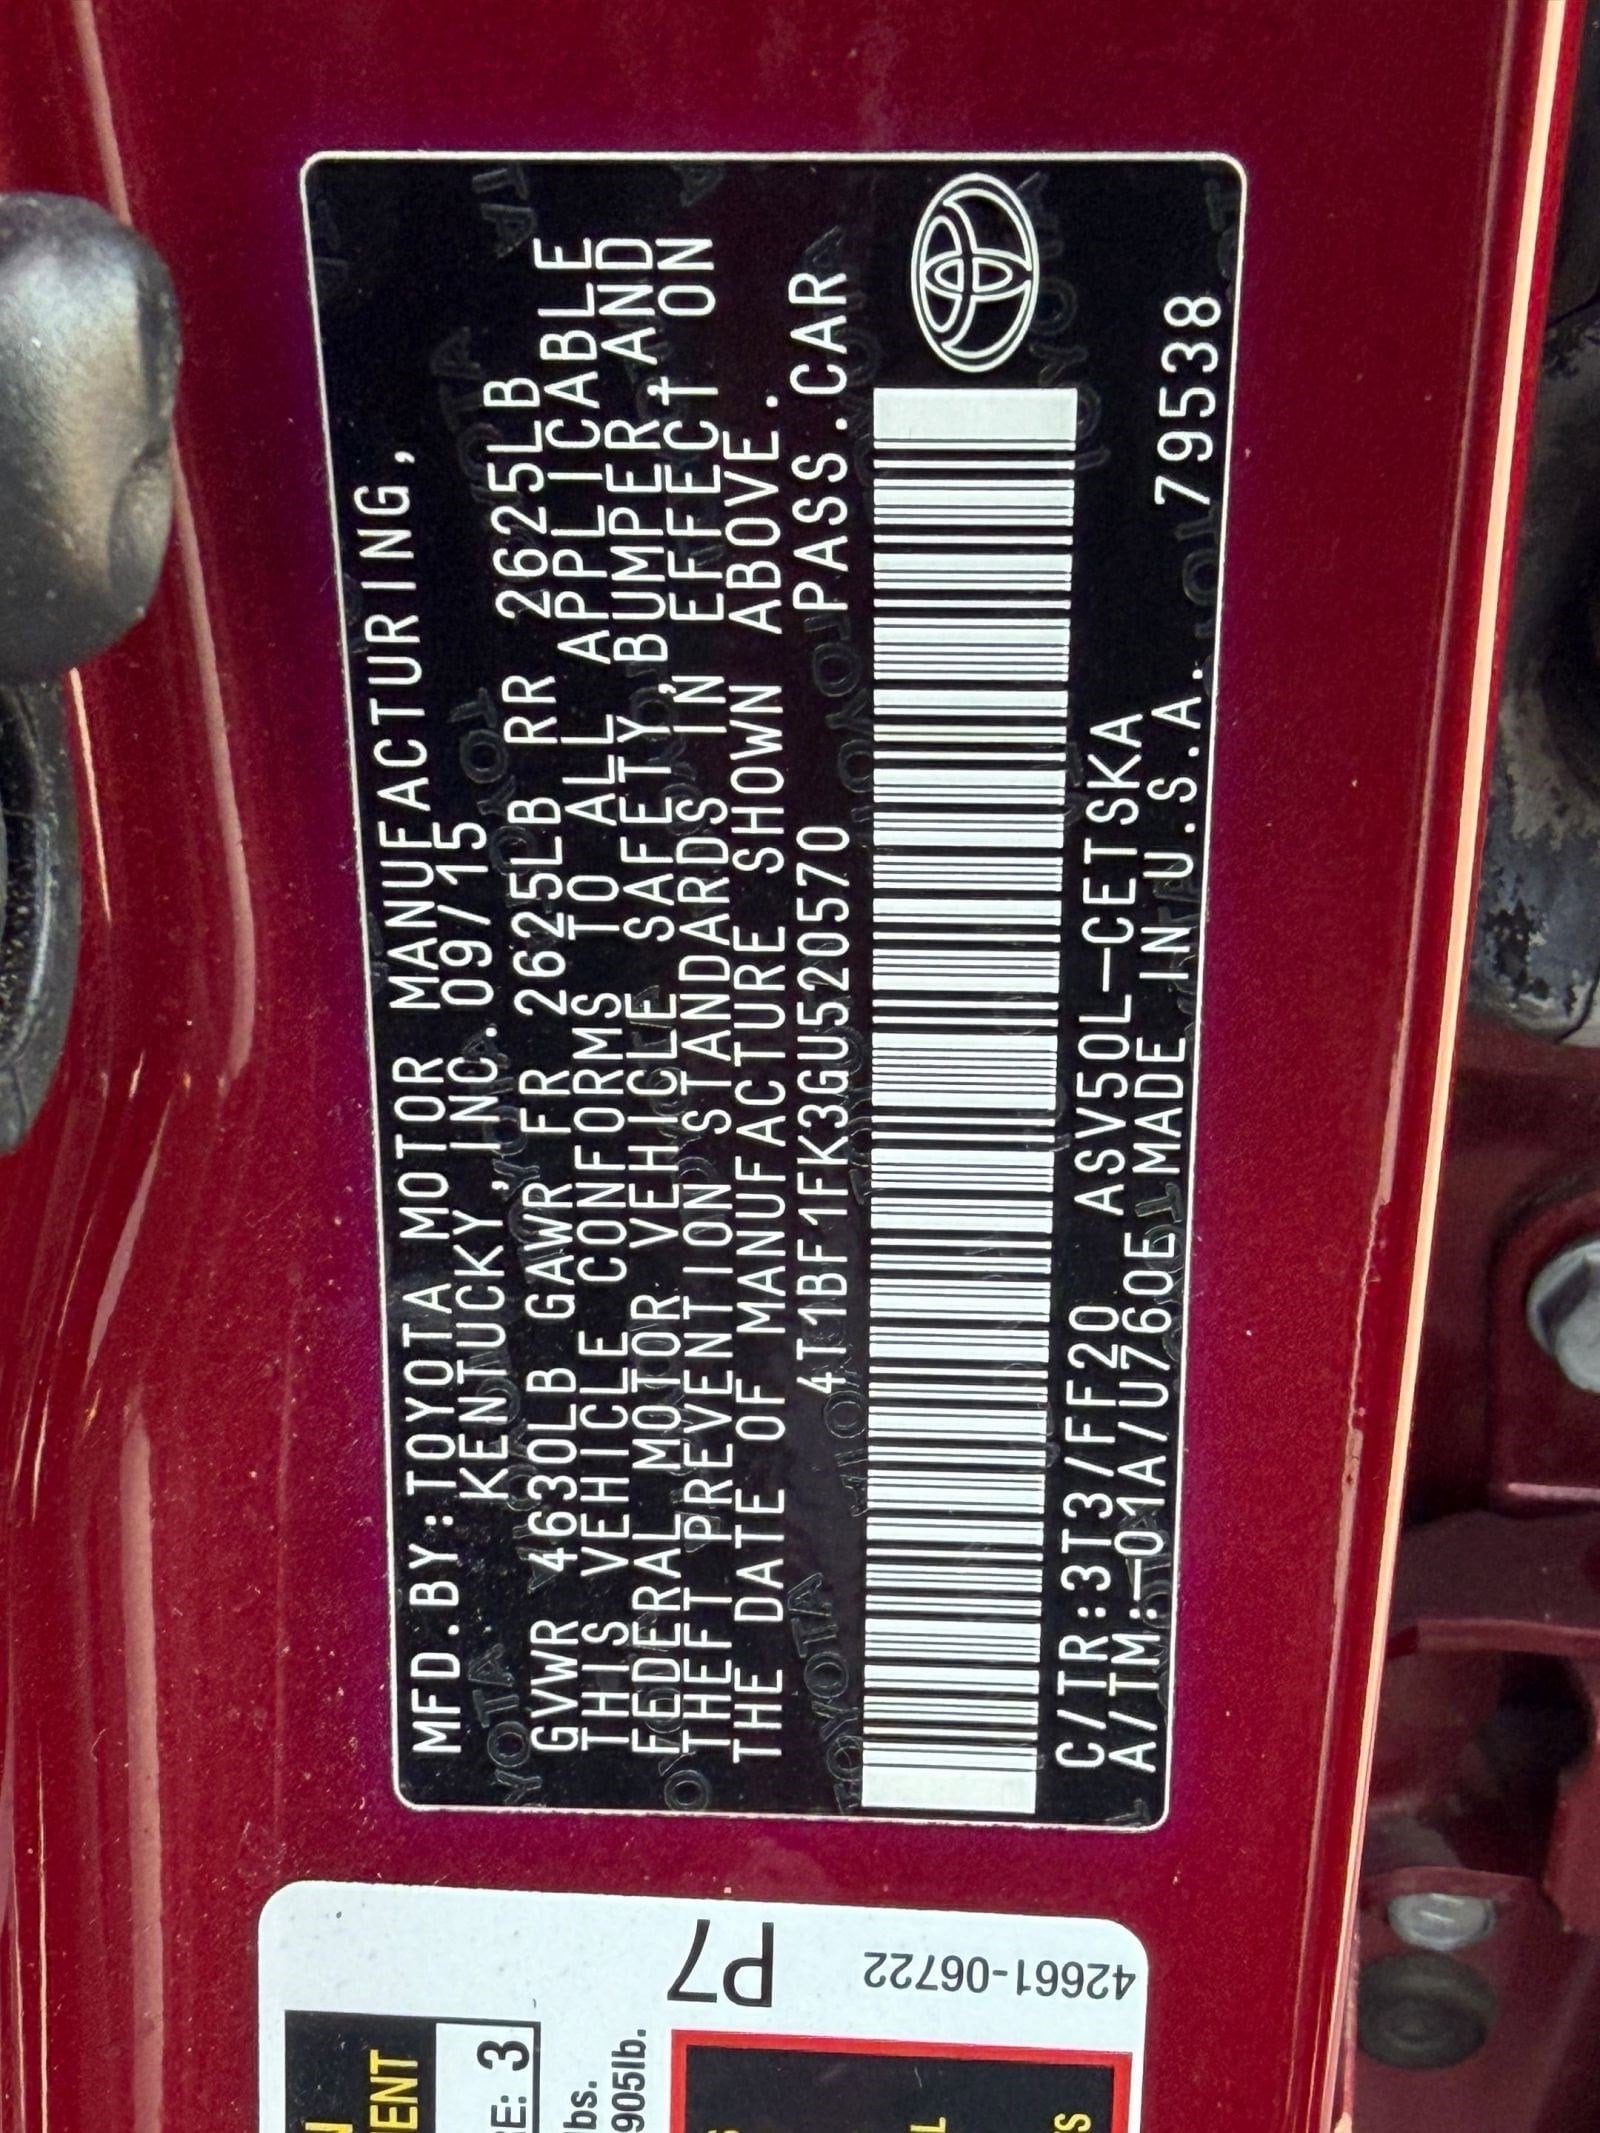 MFD.BY:TOYOTA MOTOR MANUFACTURING,
KENTUCKY, INC. 09/15
GVWR 4630LB GAWR FR 2625LB RR 2625LB
THIS VEHICLE CONFORMS TO ALL APPLICABLE
FEDERAL MOTOR VEHICLE SAFETY, BUMPER, AND
THEFT PREVENTION STANDARDS IN EFFECT ON
THE DATE OF MANUFACTURE SHOWN ABOVE.
4T1BF1FK3GU520570 PASS.CAR
C/TR:3T3/FF20 ASV50L-CETSKA
A/TM:-01A/U760E MADE IN U.S.A. 79538
P7
42661-06722
3
905lb.